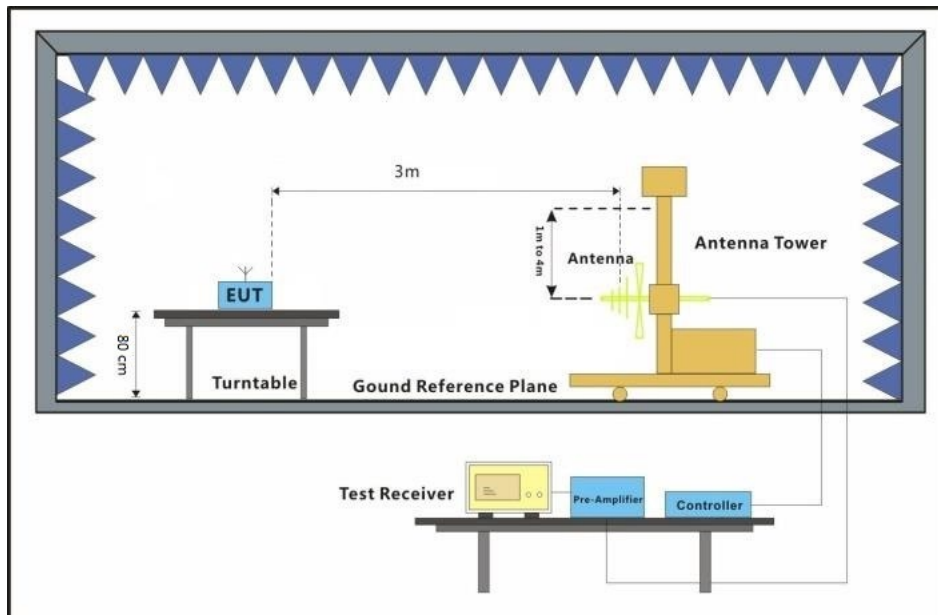 3m
1m to 4m
Antenna
Antenna Tower
EUT
80 cm
Turntable
Gound Reference Plane
Test Receiver
Pre-Amplifier
Controller